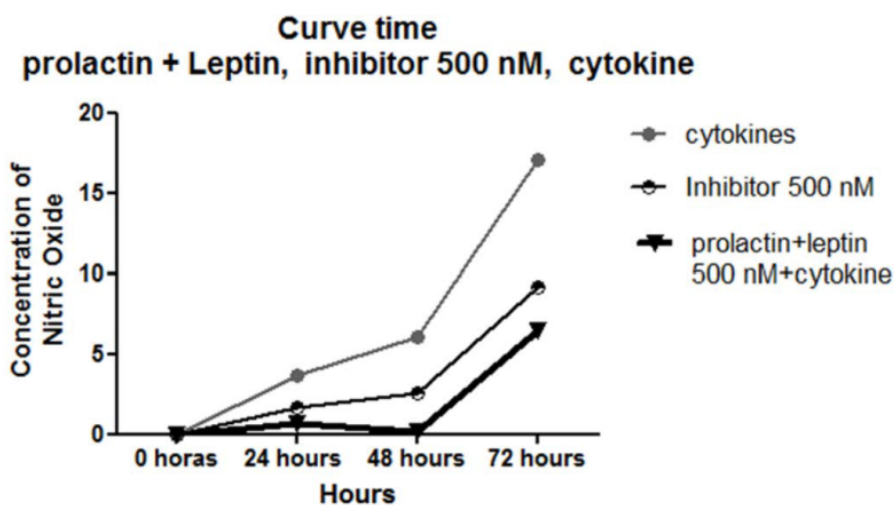 Curve time
prolactin + Leptin, inhibitor 500 nM, cytokine
20
15
10
5
0
Concentration of
Nitric Oxide
0 horas 24 hours 48 hours 72 hours
Hours
cytokines
Inhibitor 500 nM
prolactin+leptin
500 nM+cytokine